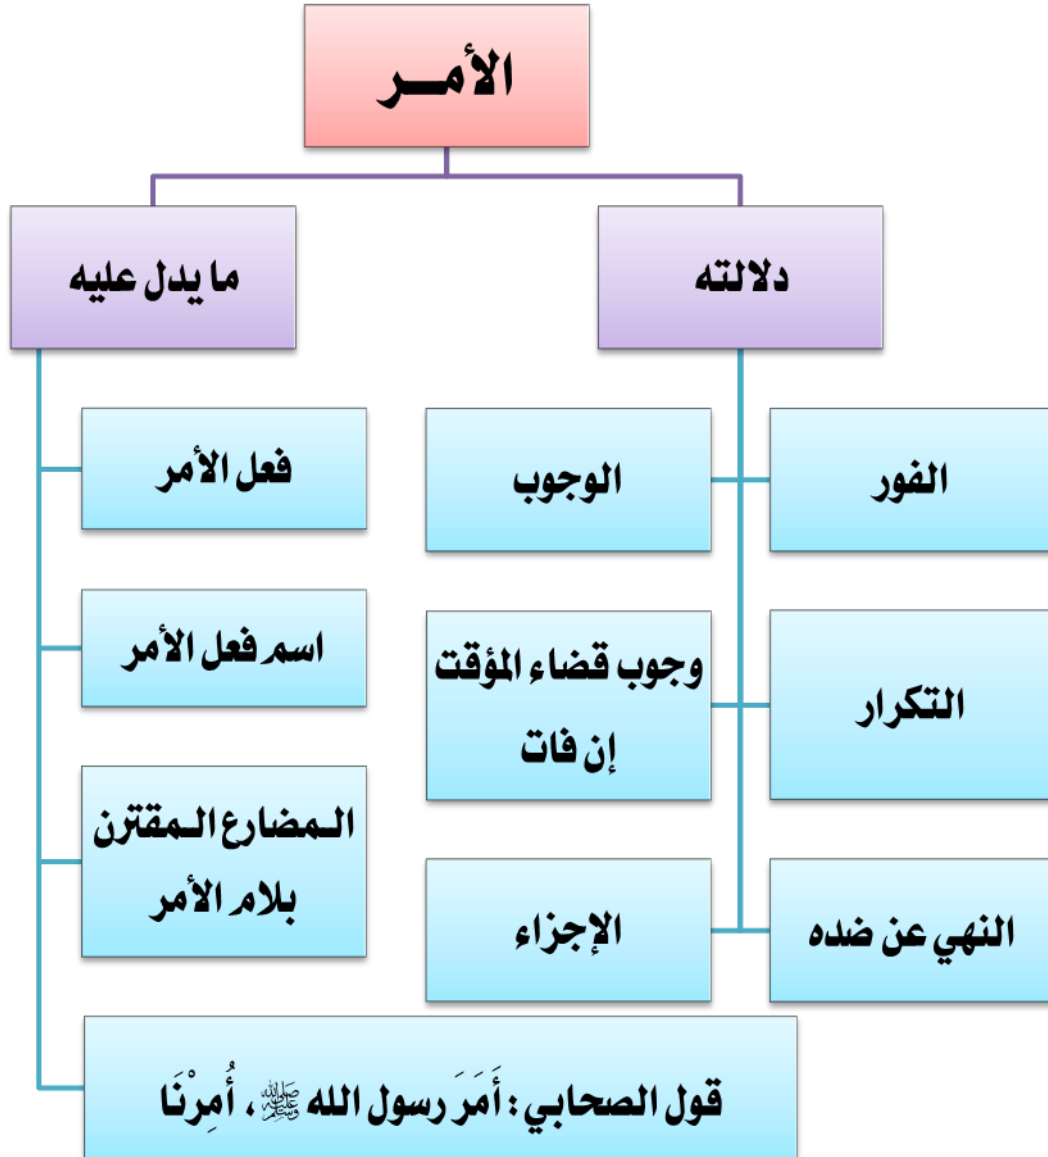 الأمـــر
دلالته
ما يدل عليه
الفور
الوجوب
فعل الأمر
التكرار
وجوب قضاء المؤقت
إن فات
اسم فعل الأمر
النهي عن ضده
الإجزاء
الـمضارع الـمقترن
بلام الأمر
قول الصحابي : أَمَرَ رسول الله ﷺ ، أُمِرْنَا